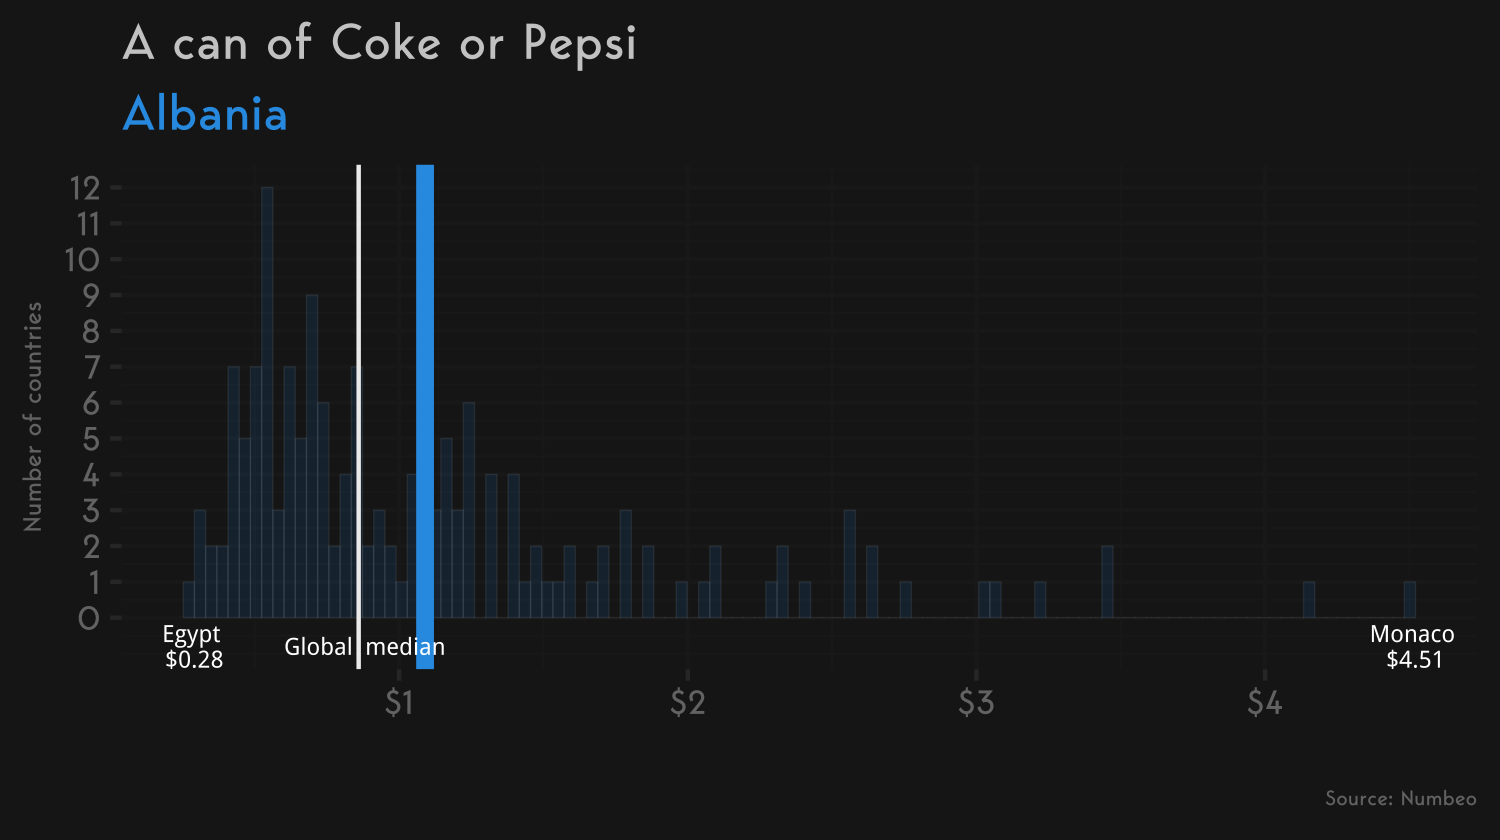 A can of Coke or Pepsi
Albania
Number of countries
12
11
10
9
8
7
6
5
4
3
2
1
0
Egypt
$0.28
Global median
Monaco
$4.51
$1 $2 $3 $4
Source: Numbeo